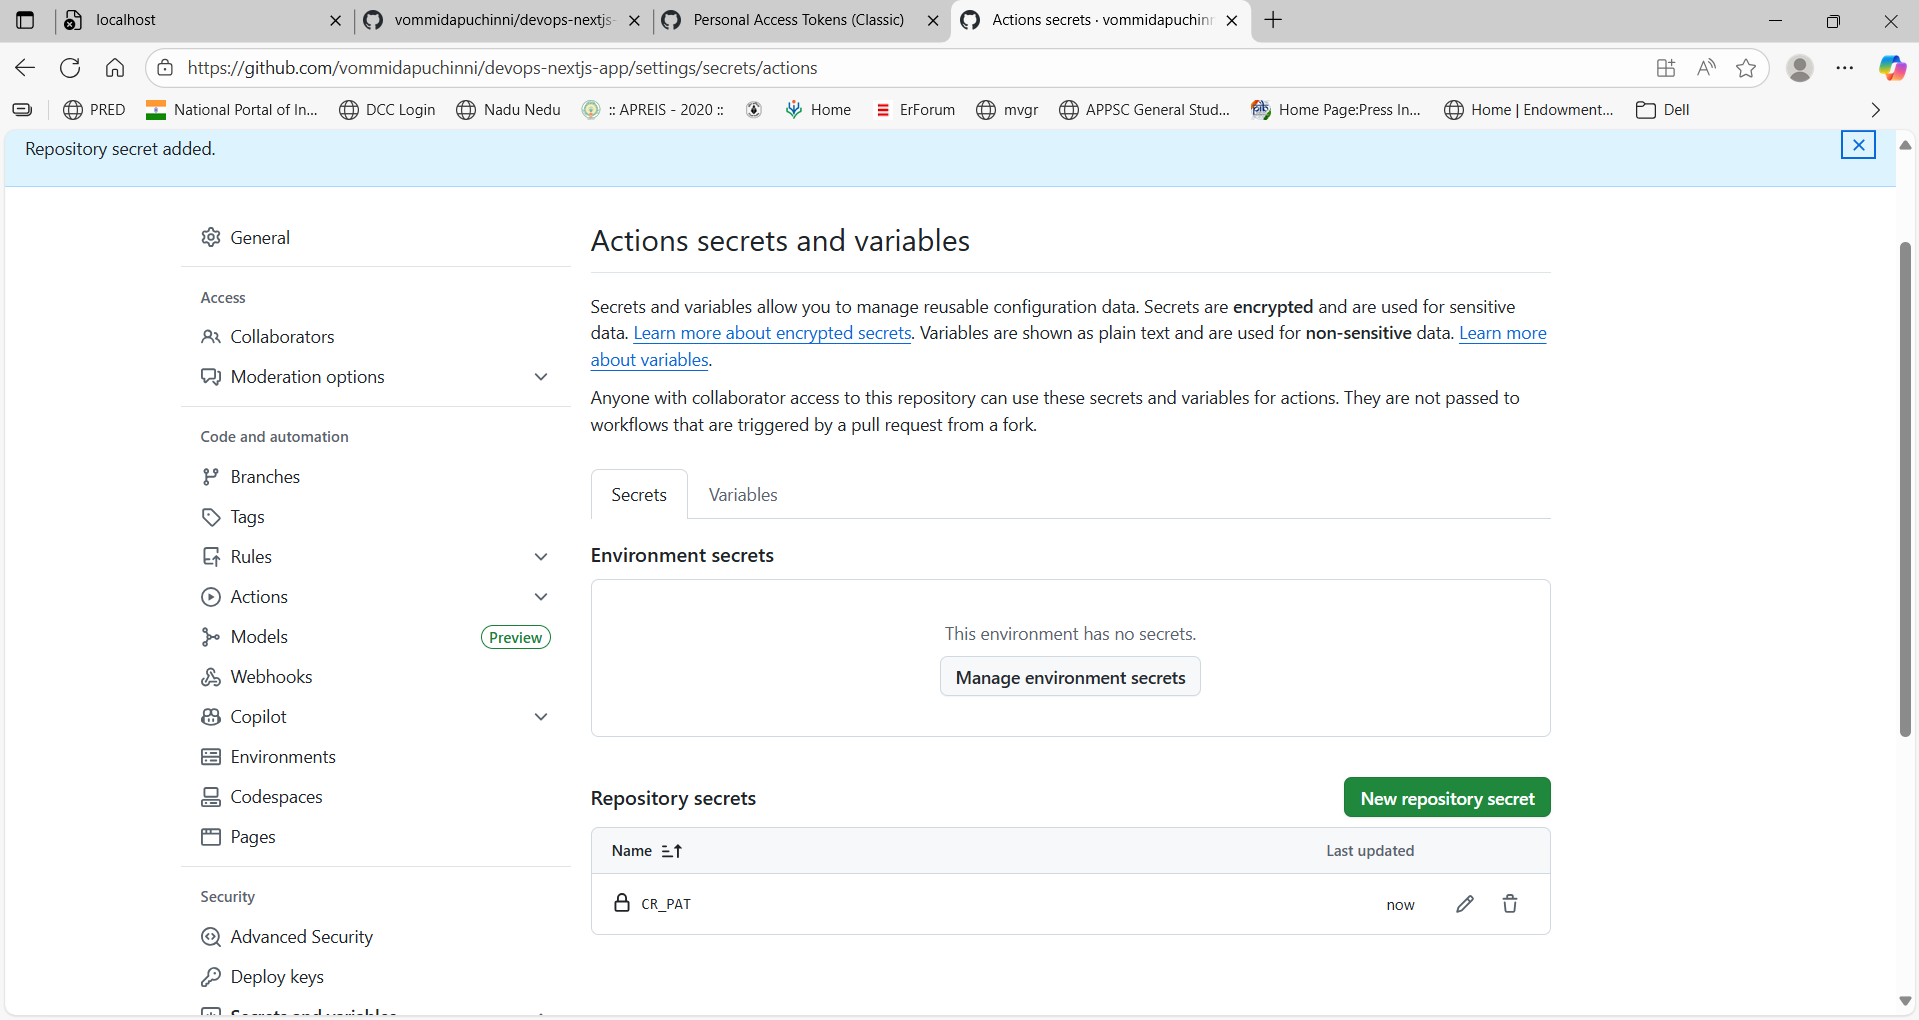 localhost
vommidapuchinni/devops-nextjs-
Personal Access Tokens (Classic)
Actions secrets · vommidapuchinn
https://github.com/vommidapuchinni/devops-nextjs-app/settings/secrets/actions
PRED
National Portal of In...
DCC Login
Nadu Nedu
:: APREIS - 2020 ::
Home
ErForum
mvgr
APPSC General Stud...
Home Page:Press In...
Home | Endowment...
Dell
Repository secret added.
General
Access
Collaborators
Moderation options
Code and automation
Branches
Tags
Rules
Actions
Models
Preview
Webhooks
Copilot
Environments
Codespaces
Pages
Security
Advanced Security
Deploy keys
Secrets and variables
Actions secrets and variables
Secrets and variables allow you to manage reusable configuration data. Secrets are encrypted and are used for sensitive
data. Learn more about encrypted secrets. Variables are shown as plain text and are used for non-sensitive data. Learn more
about variables.
Anyone with collaborator access to this repository can use these secrets and variables for actions. They are not passed to
workflows that are triggered by a pull request from a fork.
Secrets
Variables
Environment secrets
This environment has no secrets.
Manage environment secrets
Repository secrets
New repository secret
Name
Last updated
CR_PAT
now